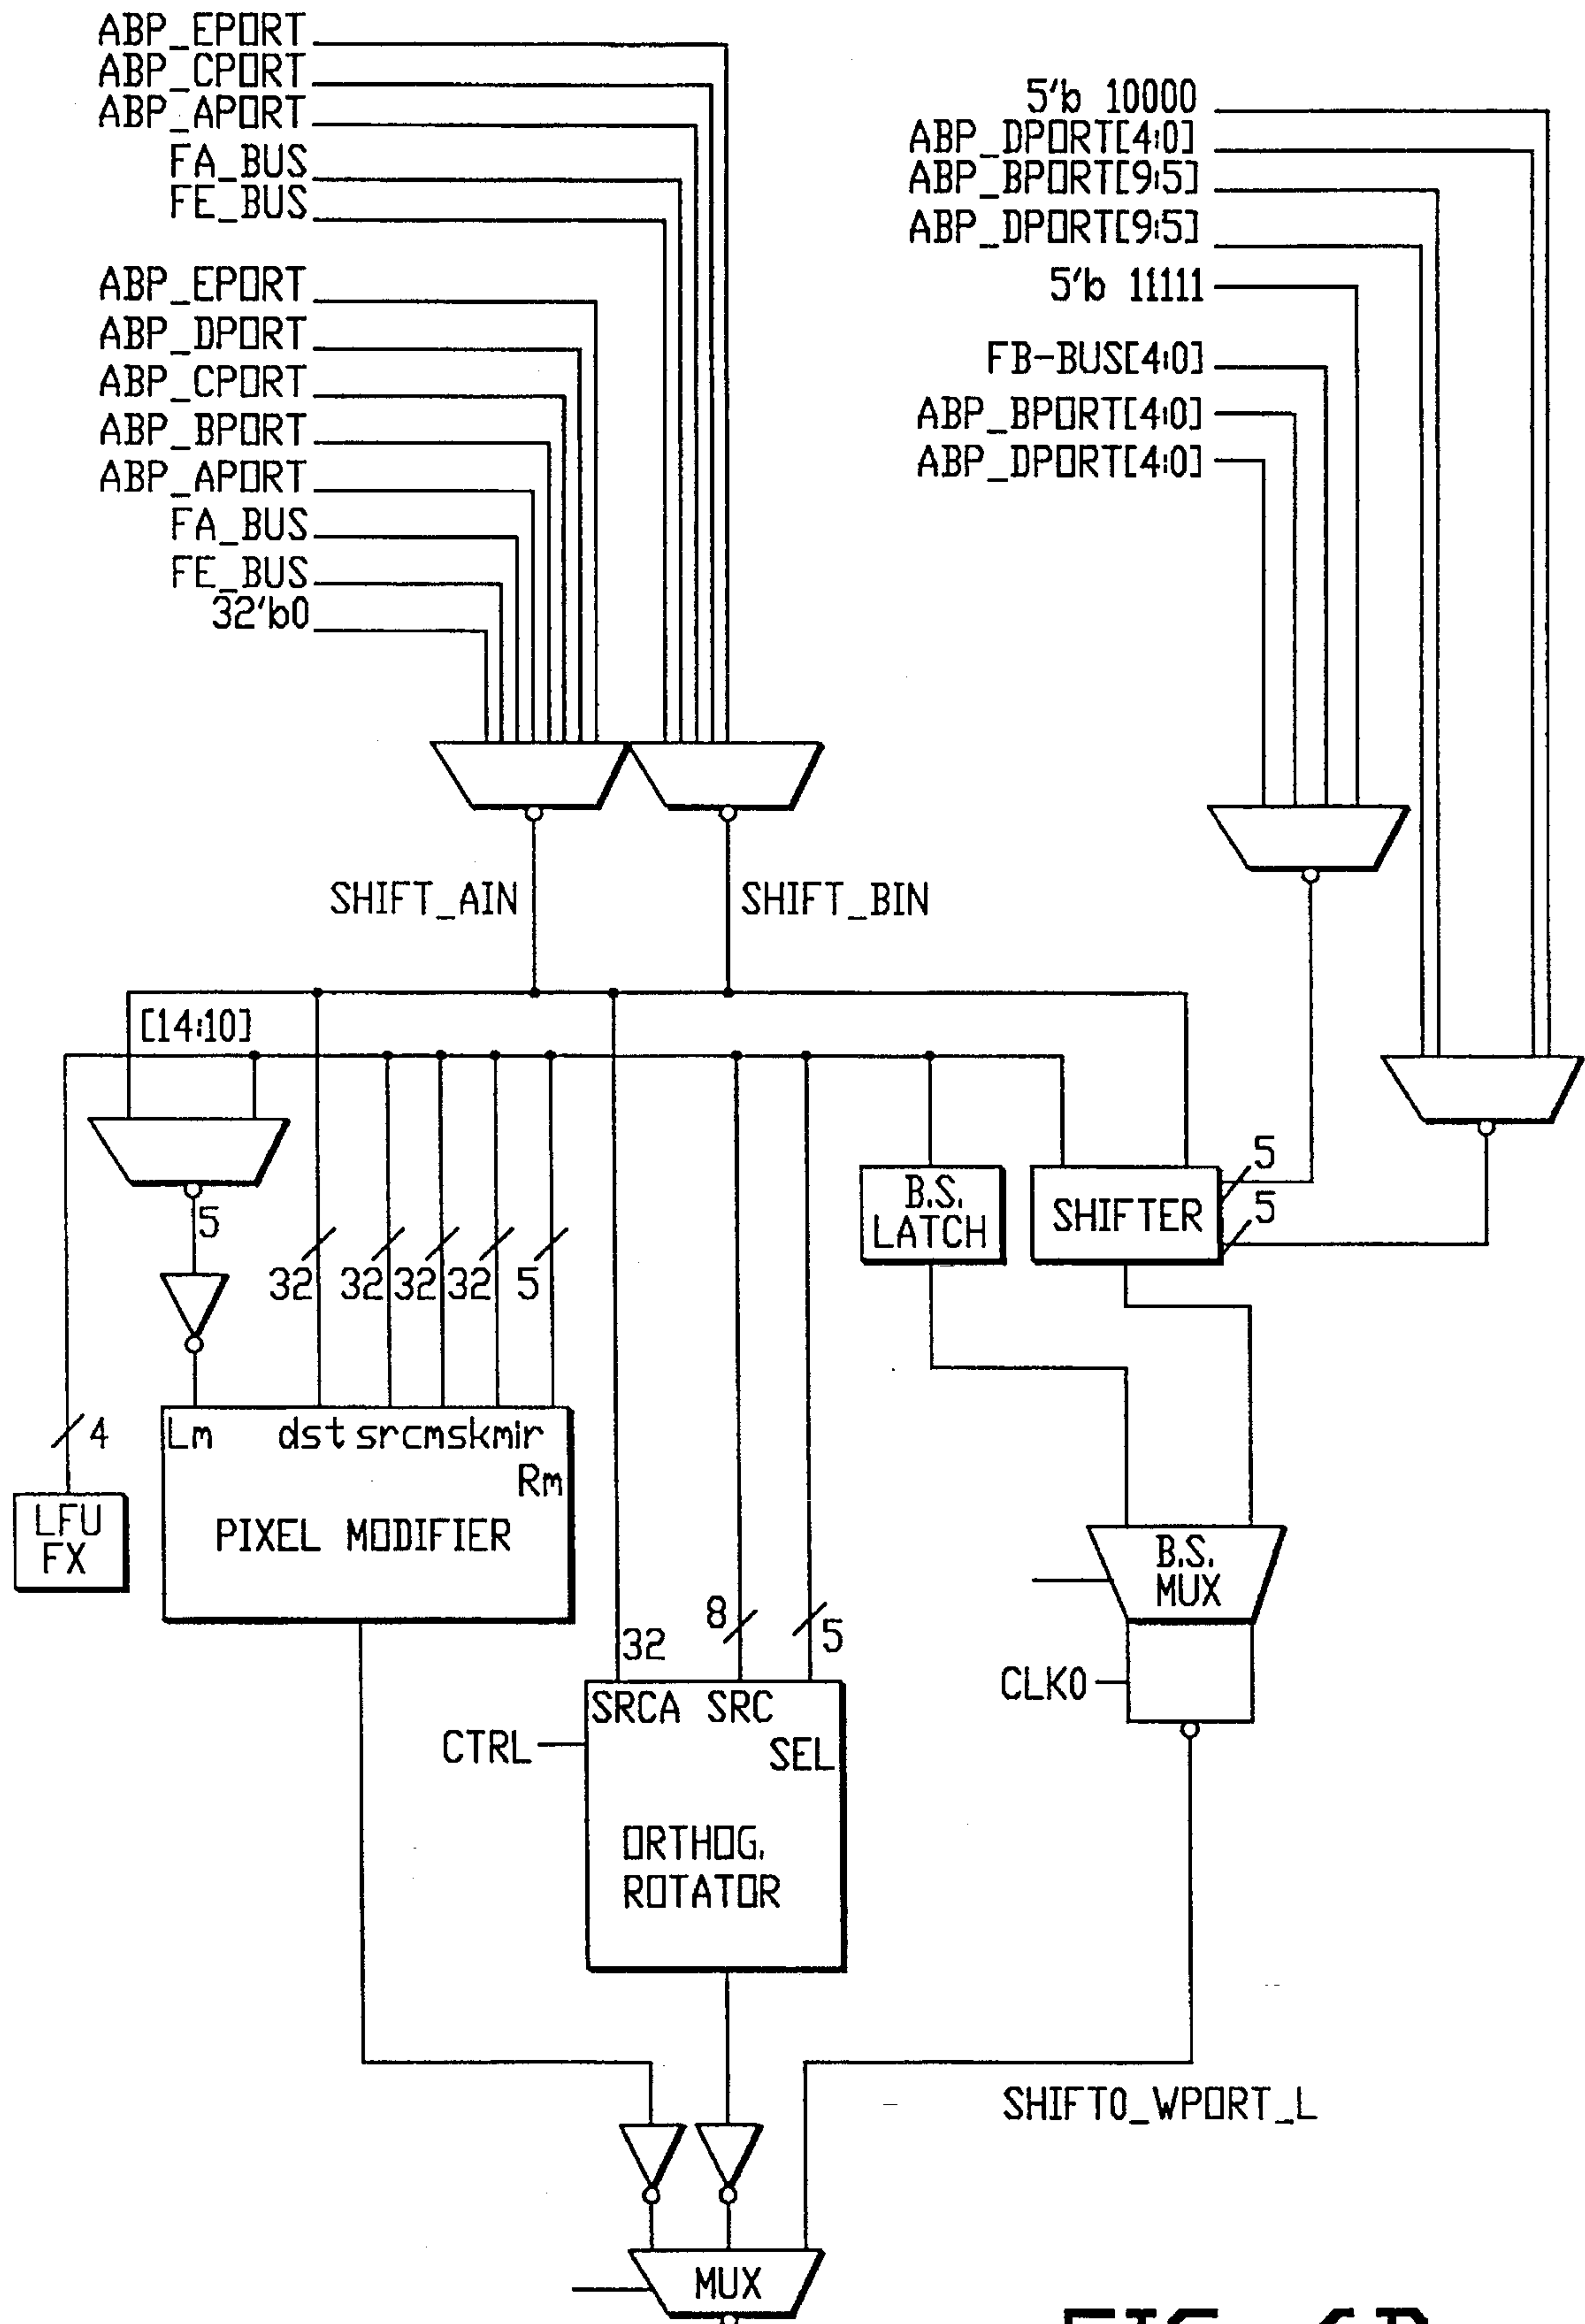 ABP_EPORT
ABP_CPORT
ABP_APORT
FA_BUS
FE_BUS
ABP_EPORT
ABP_DPORT
ABP_CPORT
ABP_BPORT
ABP_APORT
FA_BUS
FE_BUS
32'b0
5'b 10000
ABP_DPORT[4:0]
ABP_BPORT[9:5]
ABP_DPORT[9:5]
5'b 11111
FB-BUS[4:0]
ABP_BPORT[4:0]
ABP_DPORT[4:0]
SHIFT_AIN
SHIFT_BIN
[14:10]
5
32
32
32
32
5
B.S.
LATCH
SHIFTER
5
5
4
LFU
FX
Lm
dst srcmskmir
Rm
PIXEL MODIFIER
B.S.
MUX
8
32
5
CLK0
SRCA SRC
SEL
CTRL
ORTHOG.
ROTATOR
SHIFT0_WPORT_L
MUX